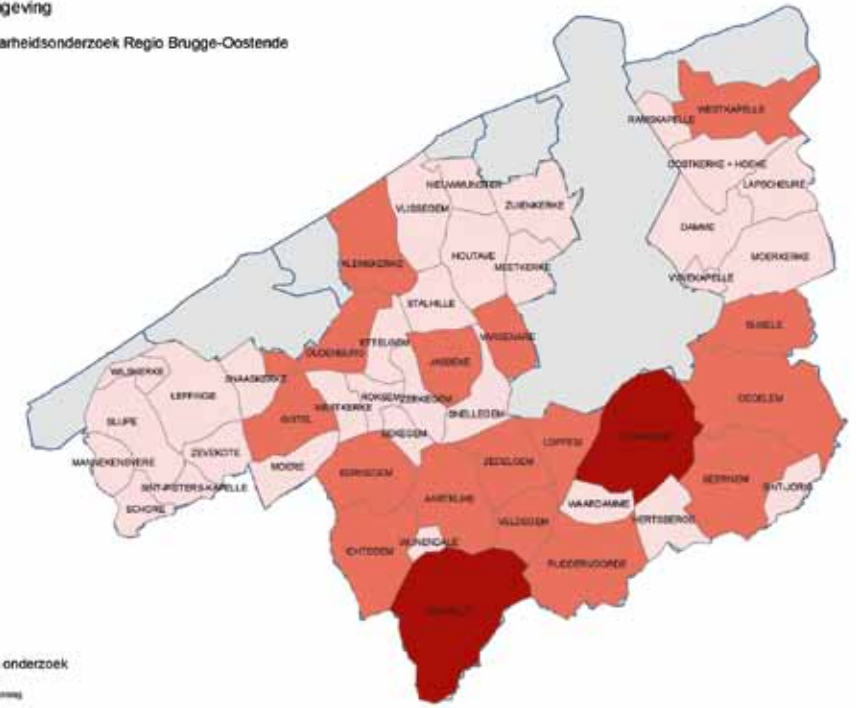 geving
arheidsonderzoek Regio Brugge-Oostende
WESTKAPELLE
RAMSKAPELLE
OOSTKERKE + HOEKE
LAPSCHEURE
NIEUWMUNSTER
ZUIENKERKE
VLISSEGEM
DAMME
HOUTAVE
MEETKERKE
MOERKERKE
KLEMSKERKE
VIVEKAPELLE
STALHILLE
SIJSELE
VARSENARE
ETTELGEM
OUDENBURG
JABBEKE
WILSKERKE
SNAASKERKE
LEFFINGE
ROKSEM
ZERKEGEM
OEDELEM
WESTKERKE
SNELLEGEM
SLIJPE
GISTEL
BEKEGEM
LOPPEM
ZEVEKOTE
MANNEKENSVERE
MOERE
ZEDELGEM
EERNEGEM
BEERNEM
SINT-PIETERS-KAPELLE
SINT-JORIS
AARTRIJKE
WAARDAMME
SCHORE
VELDEGEM
HERTSBERGE
WIJNENDALE
ICHTEGEM
RUDDERVOORDE
onderzoek